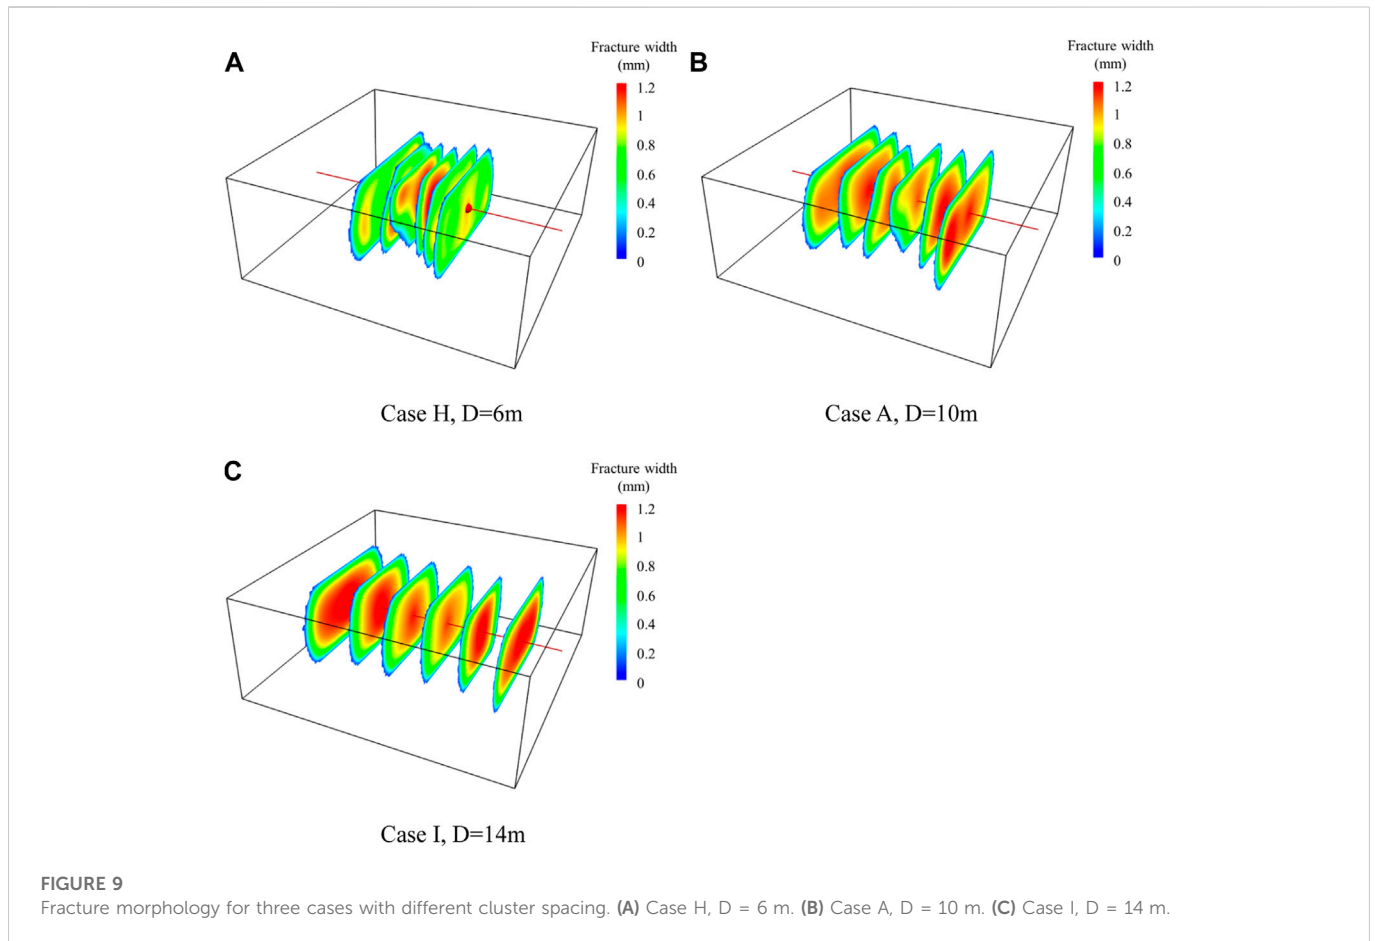 A
Fracture width
(mm)
1.2
1
0.8
0.6
0.4
0.2
0
Case H, D=6m
B
Fracture width
(mm)
1.2
1
0.8
0.6
0.4
0.2
0
Case A, D=10m
C
Fracture width
(mm)
1.2
1
0.8
0.6
0.4
0.2
0
Case I, D=14m
FIGURE 9
Fracture morphology for three cases with different cluster spacing. (A) Case H, D = 6 m. (B) Case A, D = 10 m. (C) Case I, D = 14 m.